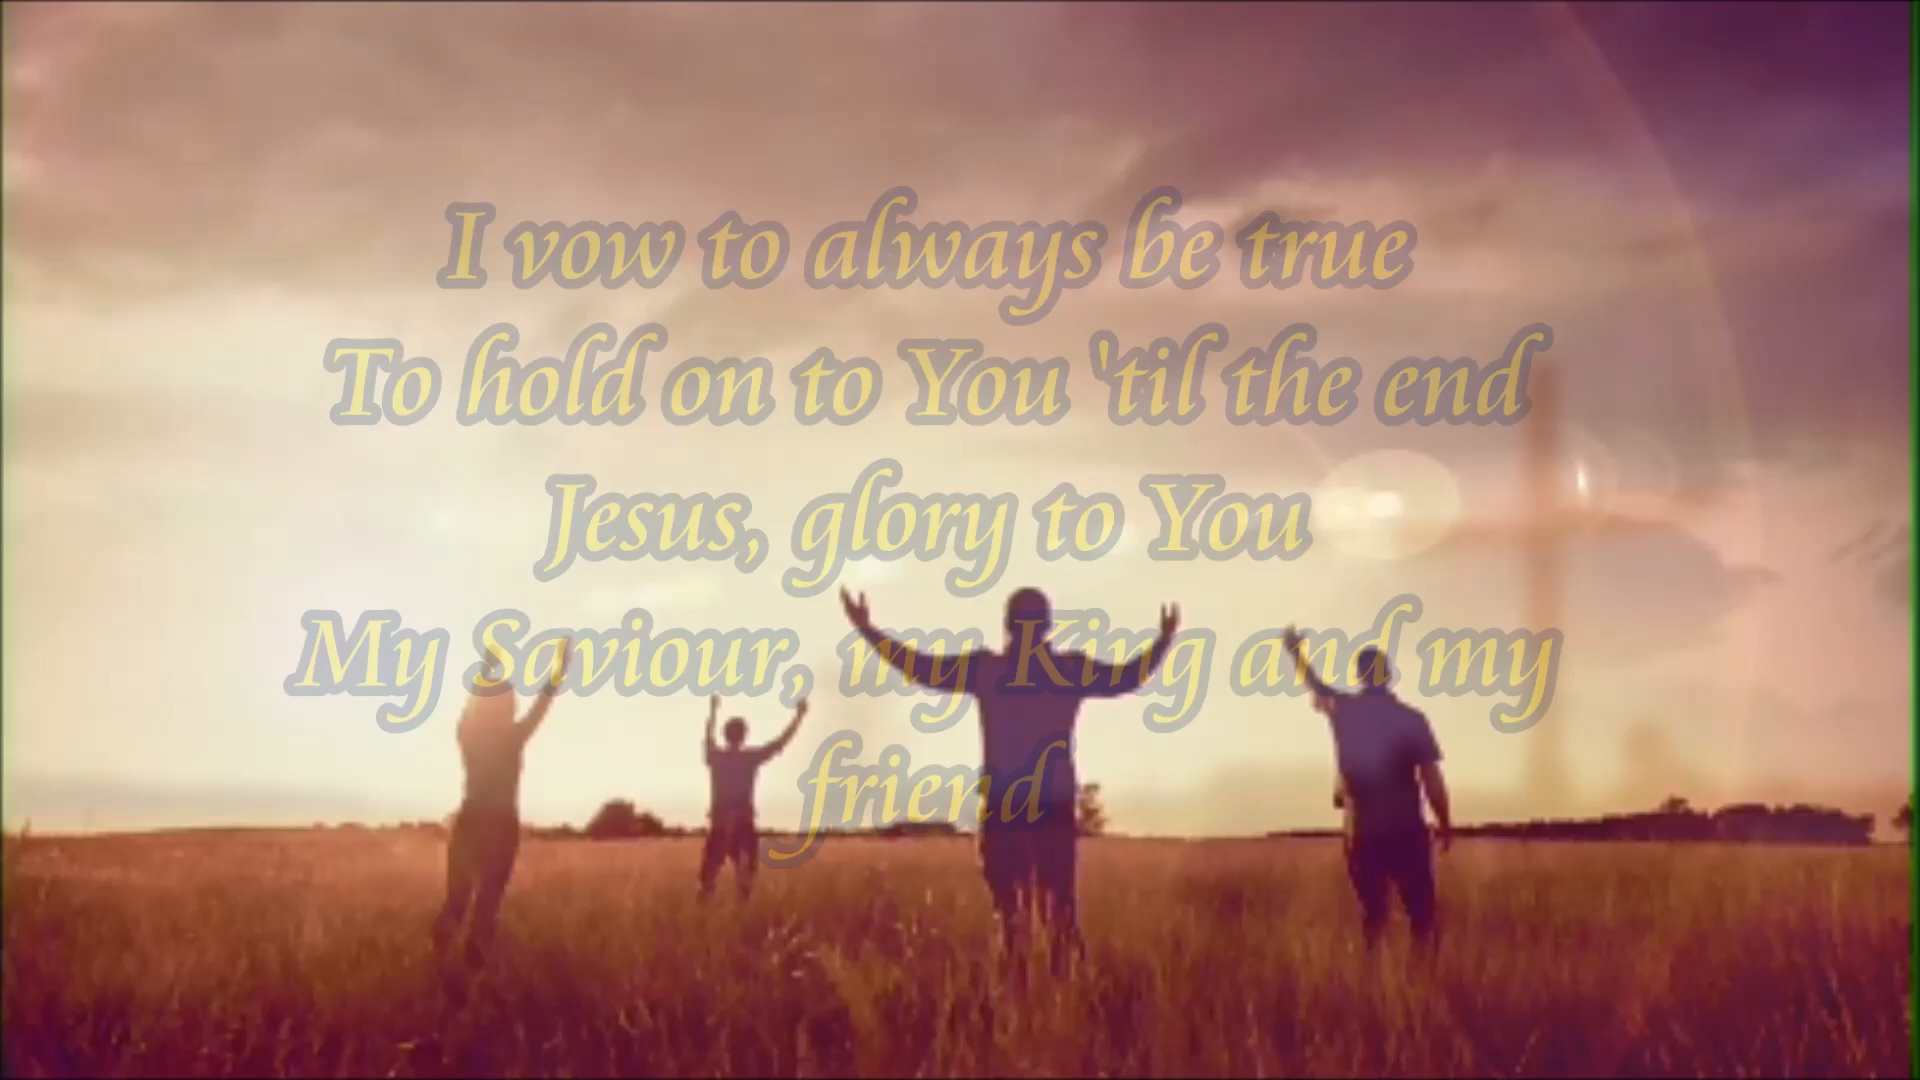 I vow to always be true
To hold on to You 'til the end
Jesus, glory to You
My Saviour, my King and my
friend